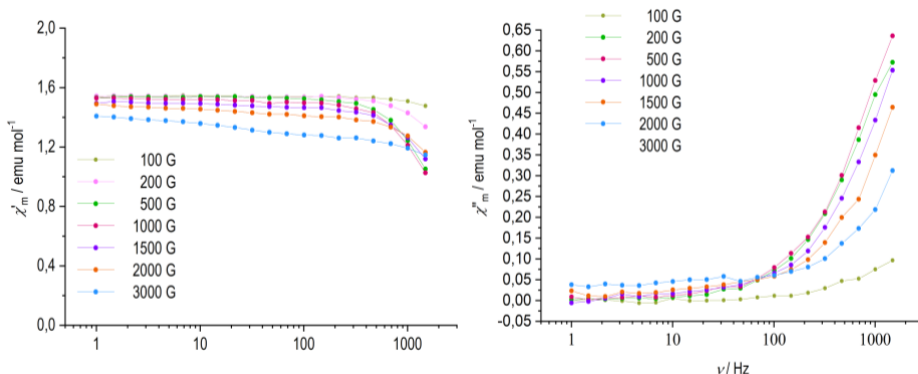 2,0
1,6
1,2
0,8
0,4
0,0
1
10
100
1000
χ'ₘ / emu mol⁻¹
100 G
200 G
500 G
1000 G
1500 G
2000 G
3000 G
0,65
0,60
0,55
0,50
0,45
0,40
0,35
0,30
0,25
0,20
0,15
0,10
0,05
0,00
-0,05
1
10
100
1000
χ''ₘ / emu mol⁻¹
ν / Hz
100 G
200 G
500 G
1000 G
1500 G
2000 G
3000 G